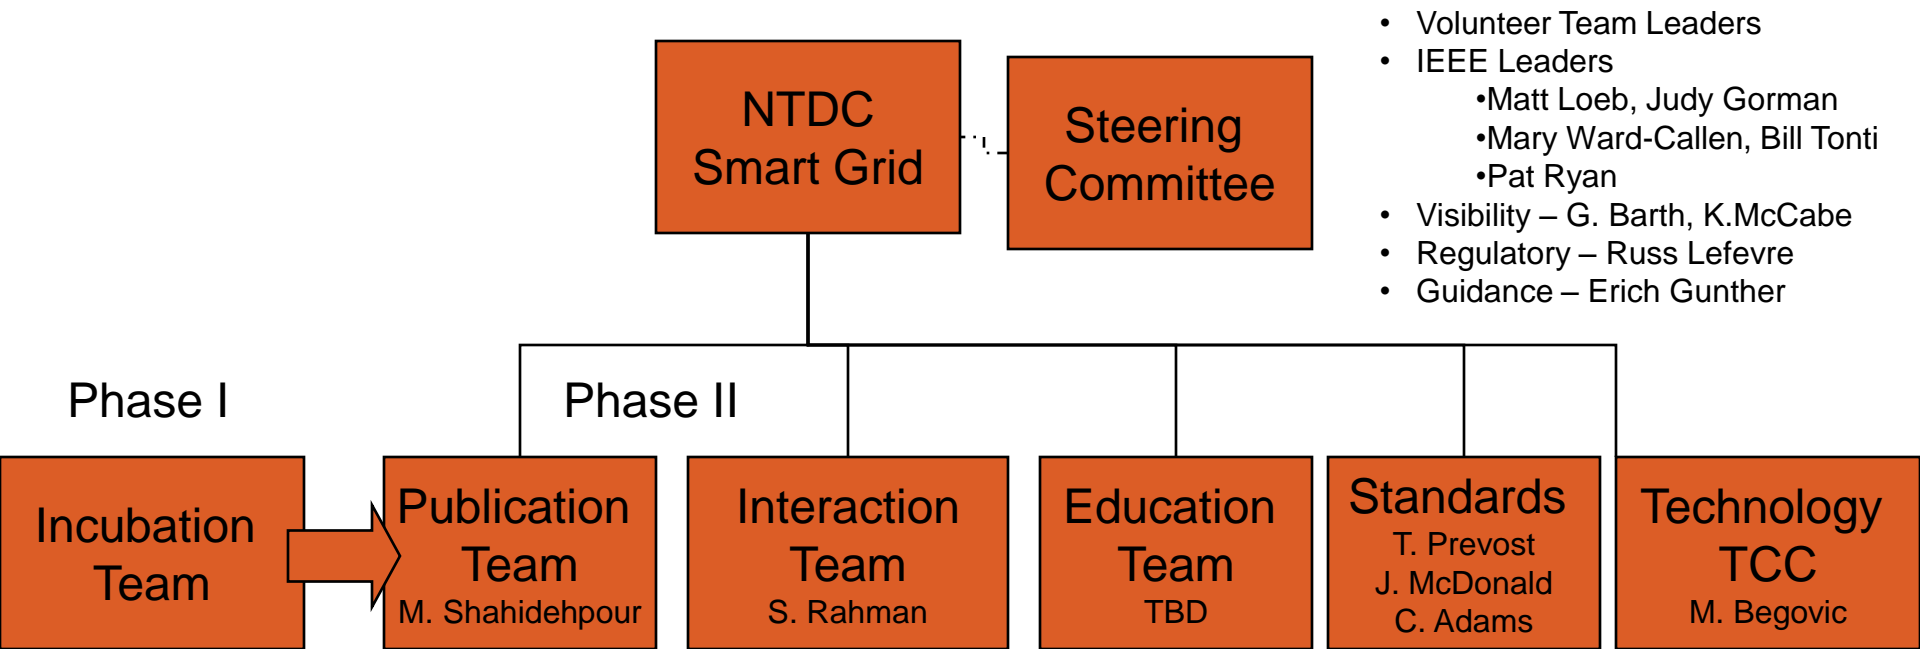 NTDC
Smart Grid
Steering
Committee
• Volunteer Team Leaders
• IEEE Leaders
•Matt Loeb, Judy Gorman
•Mary Ward-Callen, Bill Tonti
•Pat Ryan
• Visibility – G. Barth, K.McCabe
• Regulatory – Russ Lefevre
• Guidance – Erich Gunther
Phase I
Phase II
Incubation
Team
Publication
Team
M. Shahidehpour
Interaction
Team
S. Rahman
Education
Team
TBD
Standards
T. Prevost
J. McDonald
C. Adams
Technology
TCC
M. Begovic